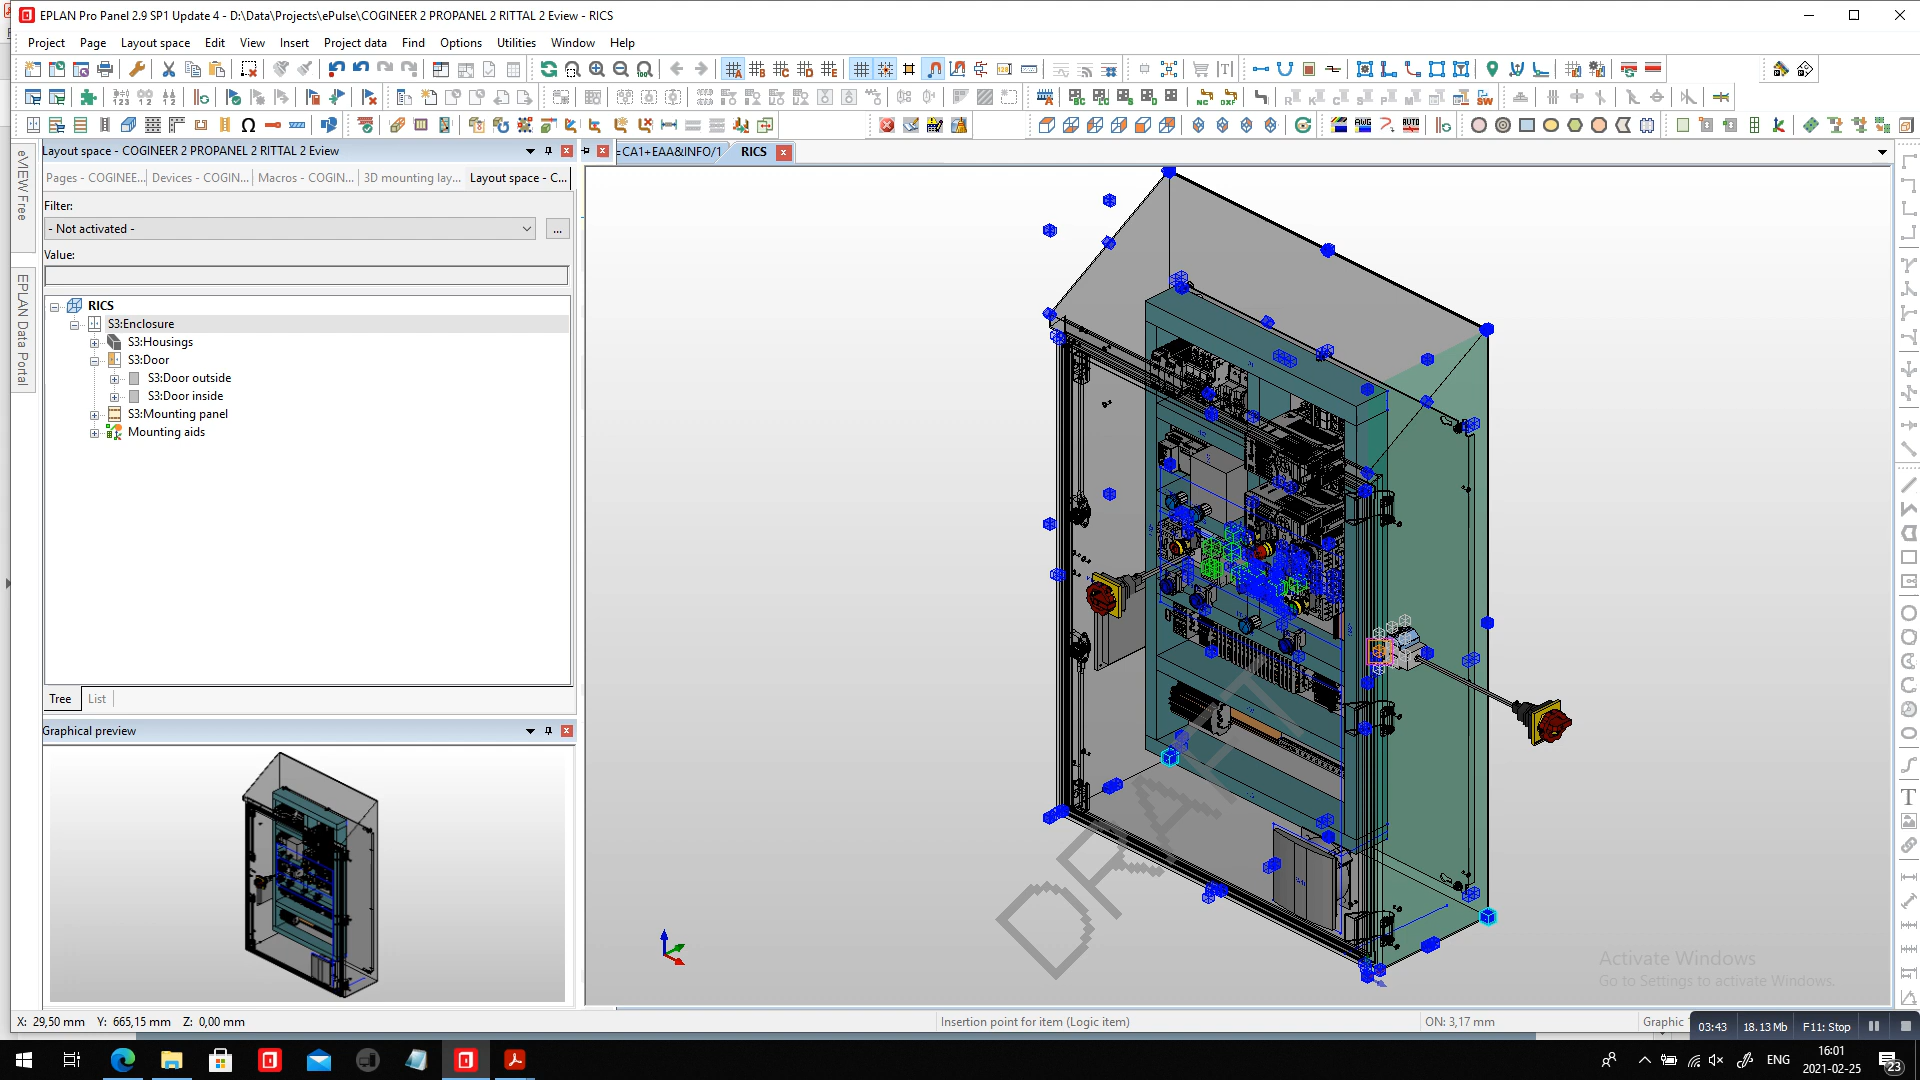 EPLAN Pro Panel 2.9 SP1 Update 4 - D:\Data\Projects\ePulse\COGINEER 2 PROPANEL 2 RITTAL 2 Eview - RICS
Project Page Layout space Edit View Insert Project data Find Options Utilities Window Help
Layout space - COGINEER 2 PROPANEL 2 RITTAL 2 Eview
=CA1+EAA&INFO/1
RICS
Pages - COGINEE... Devices - COGIN... Macros - COGIN... 3D mounting lay... Layout space - C...
eVIEW Free
EPLAN Data Portal
Filter:
- Not activated -
...
Value:
RICS
S3:Enclosure
S3:Housings
S3:Door
S3:Door outside
S3:Door inside
S3:Mounting panel
Mounting aids
Tree List
Graphical preview
DRAFT
Activate Windows
Go to Settings to activate Windows.
X: 29,50 mm Y: 665,15 mm Z: 0,00 mm
Insertion point for item (Logic item)
ON: 3,17 mm
Graphic
03:43 18.13 Mb F11: Stop
ENG
16:01
2021-02-25
23